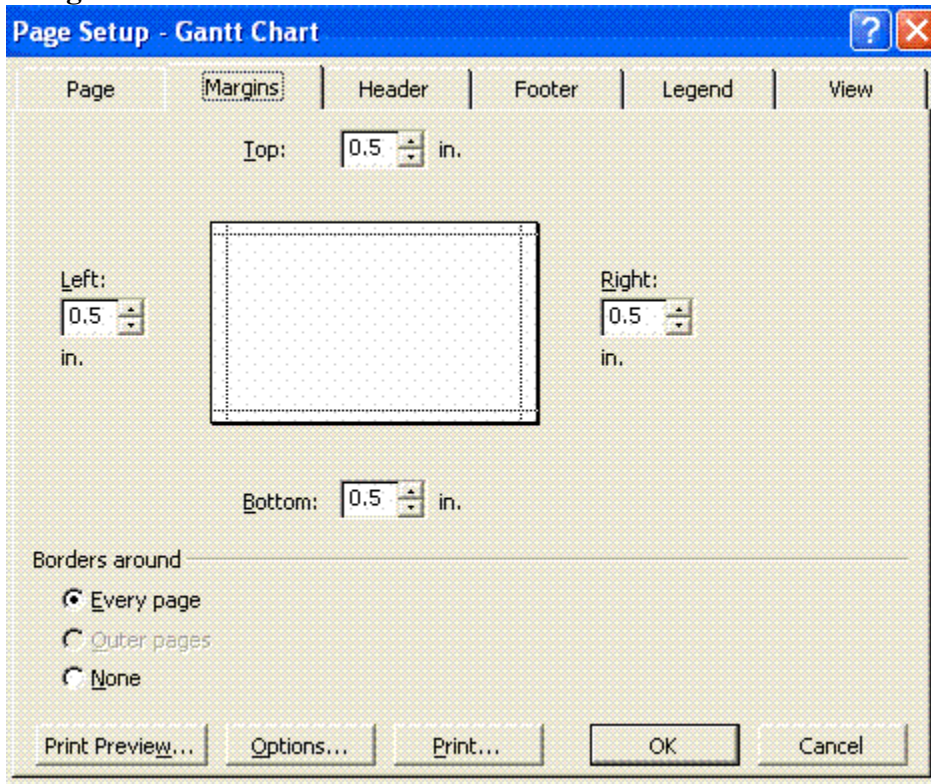 Page Setup - Gantt Chart
Page Margins Header Footer Legend View
Top: 0.5 in.
Left: Right:
0.5 0.5
in. in.
Bottom: 0.5 in.
Borders around
Every page
Outer pages
None
Print Preview... Options... Print... OK Cancel